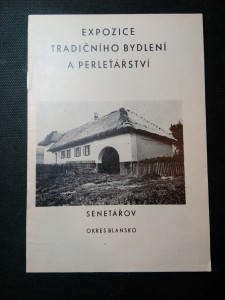 EXPOZICE
TRADIČNÍHO BYDLENÍ
A PERLEŤÁŘSTVÍ
SENETÁŘOV
OKRES BLANSKO